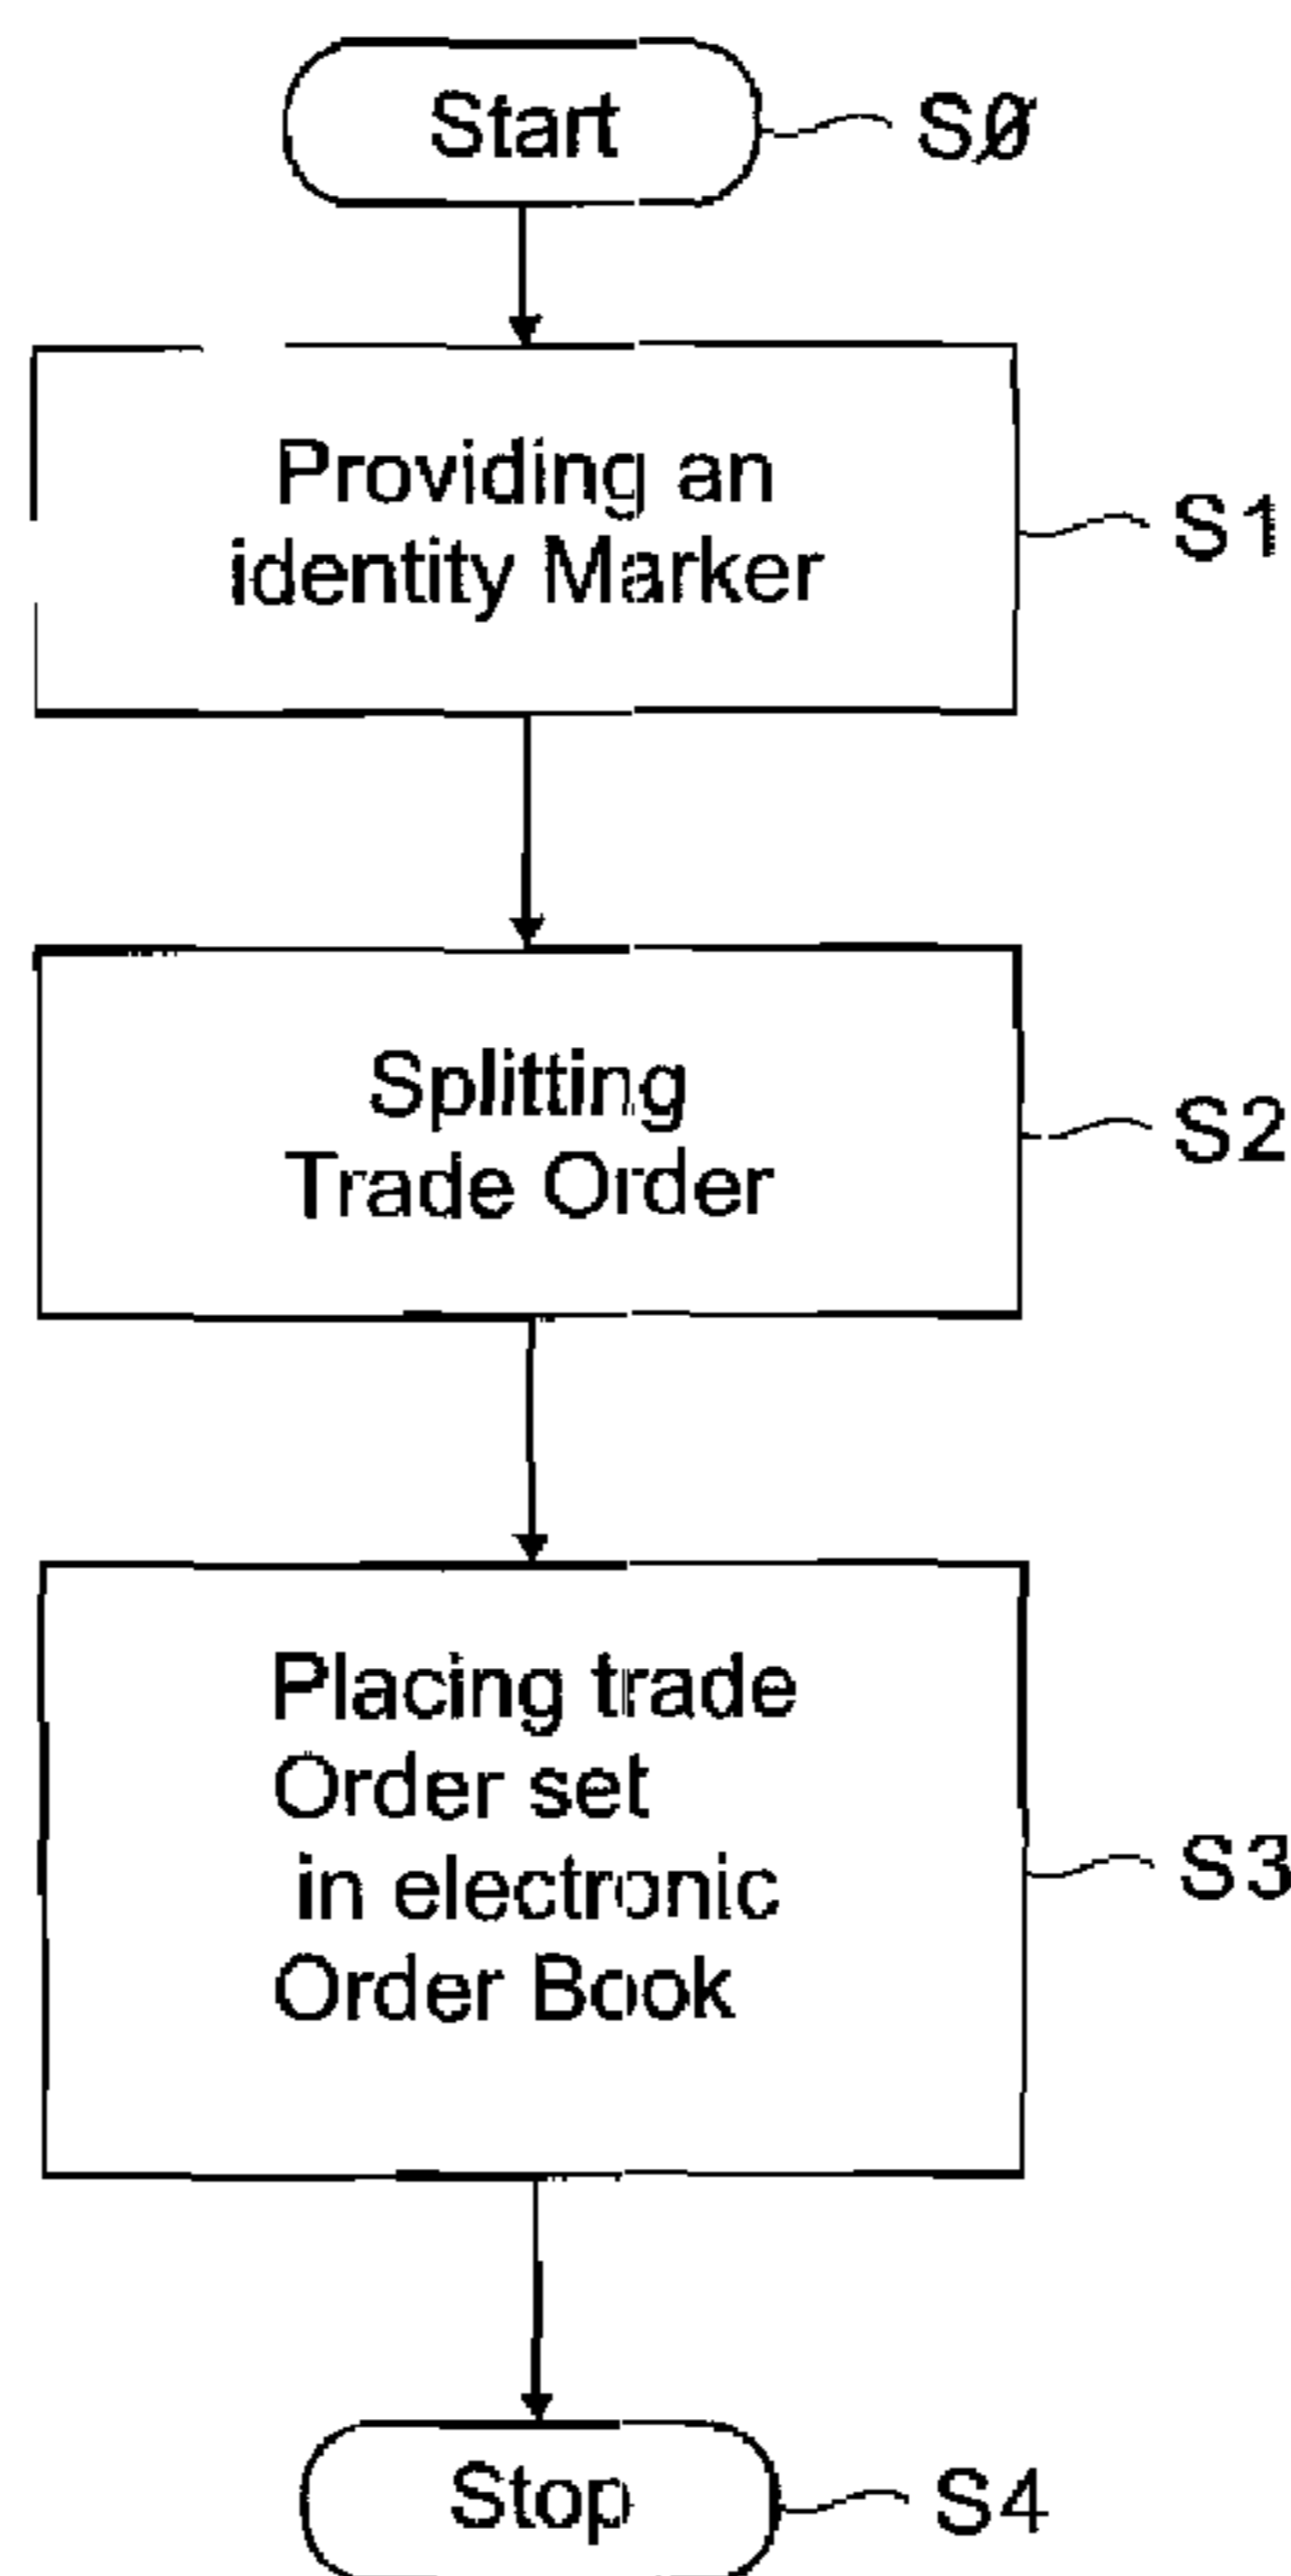 Start
SØ
Providing an
identity Marker
S1
Splitting
Trade Order
S2
Placing trade
Order set
in electronic
Order Book
S3
Stop
S4